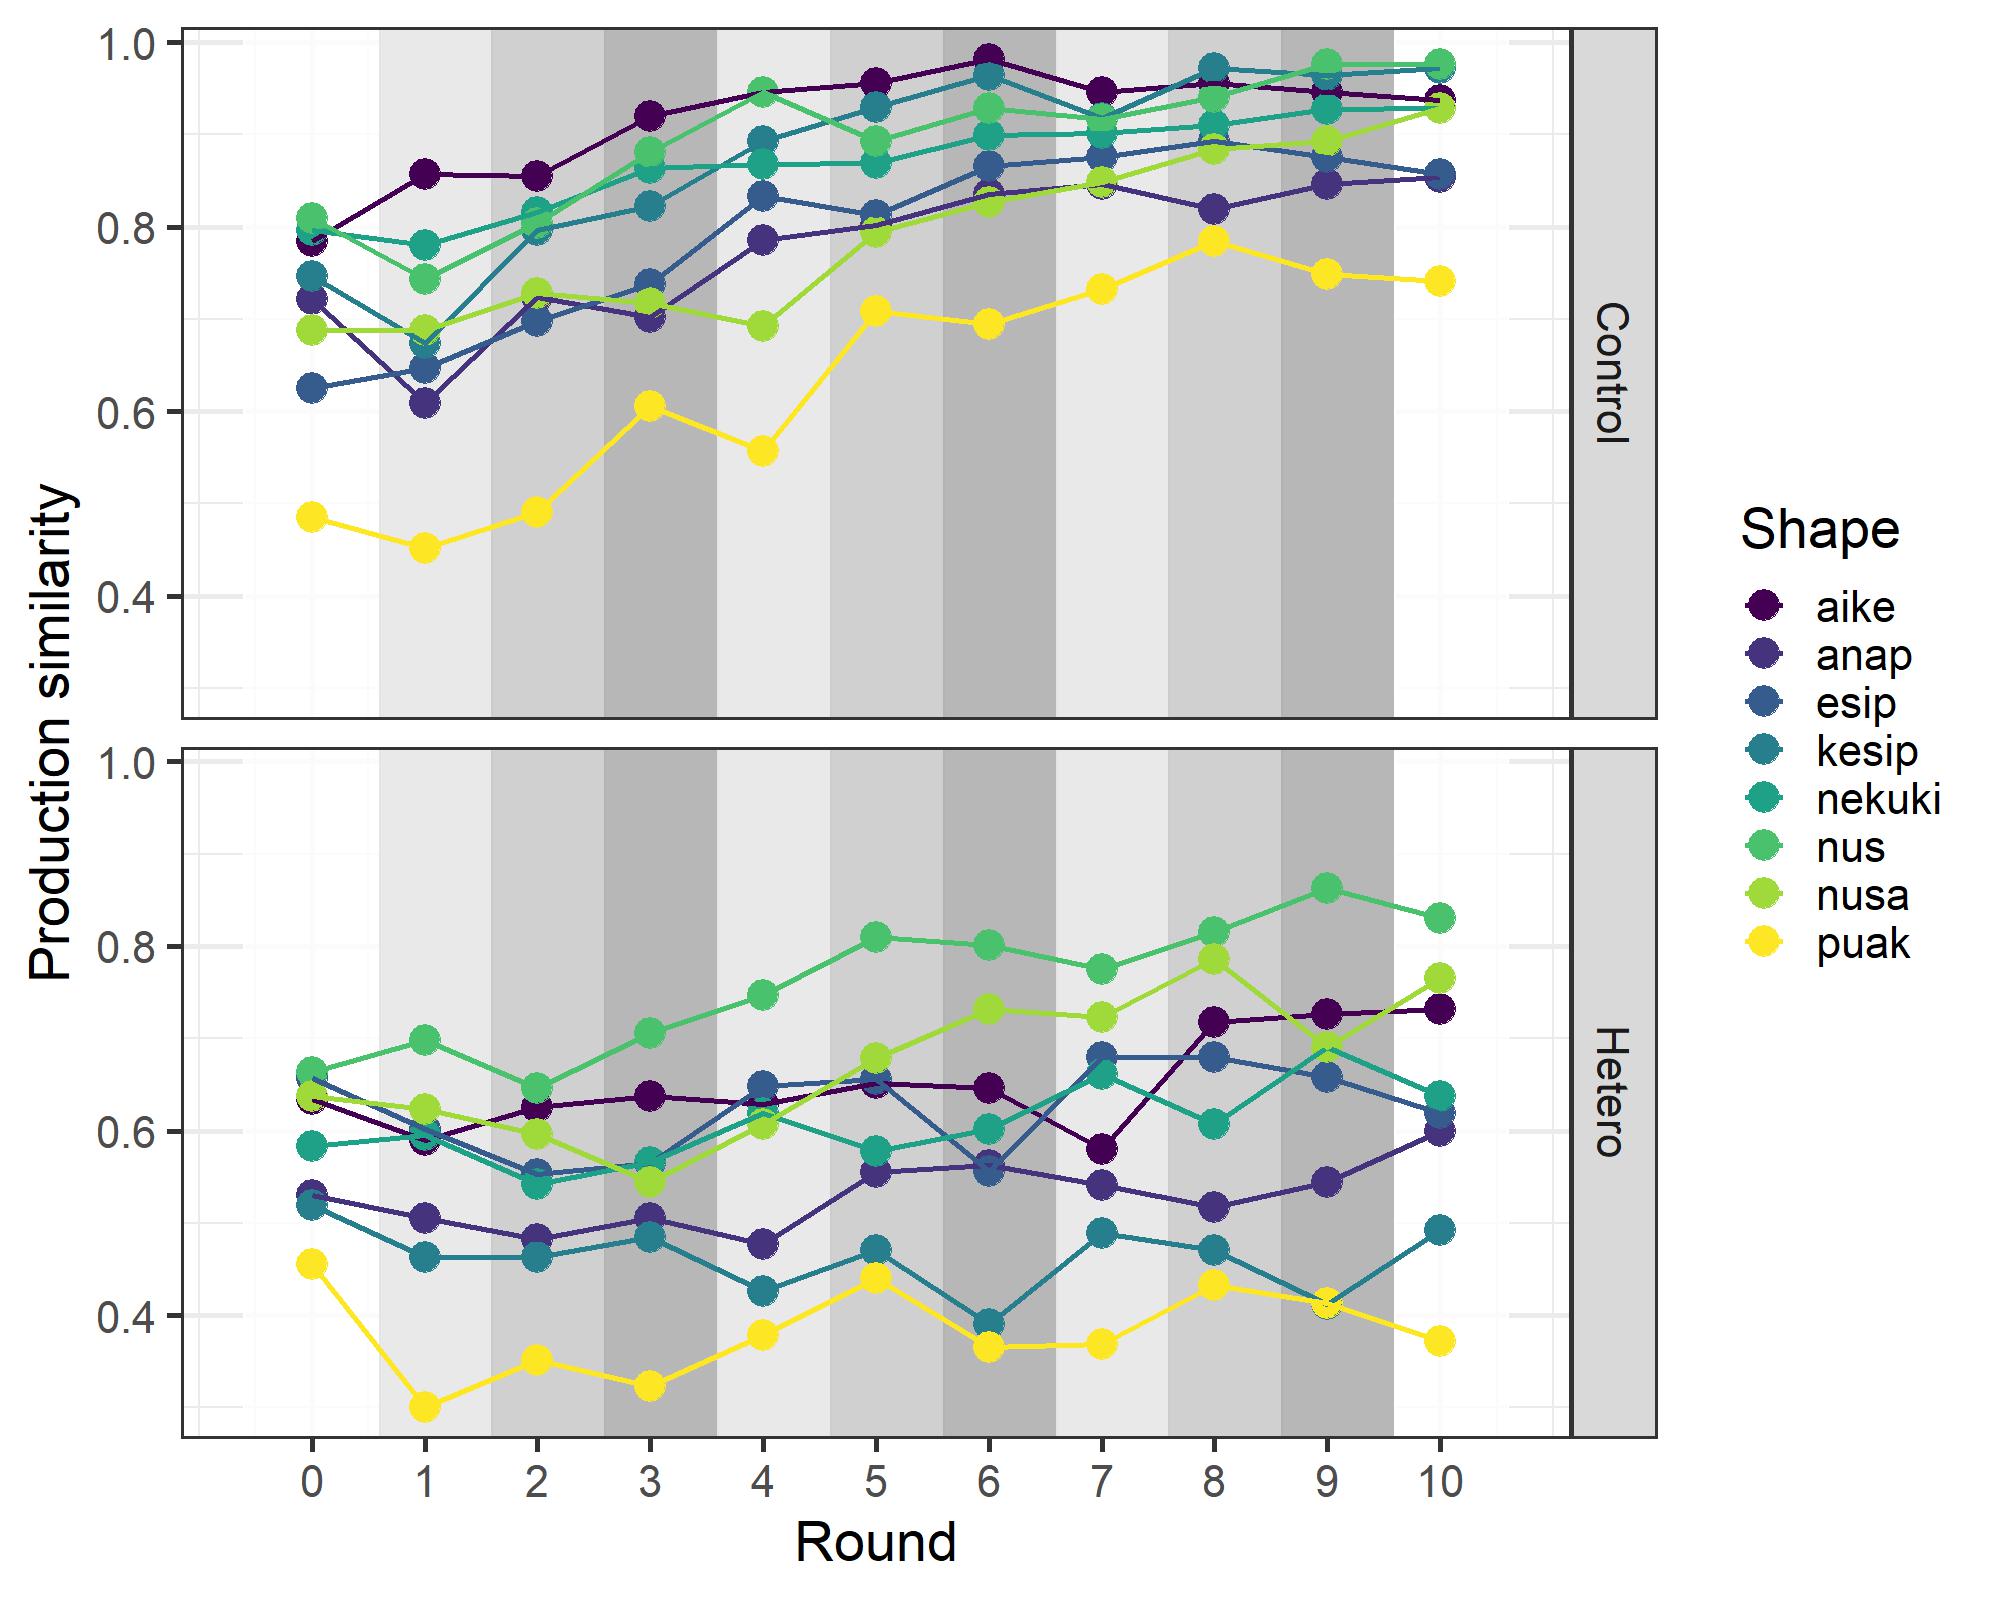 Production similarity
1.0
0.8
0.6
0.4
Control
1.0
0.8
0.6
0.4
Hetero
0 1 2 3 4 5 6 7 8 9 10
Round
Shape
aike
anap
esip
kesip
nekuki
nus
nusa
puak